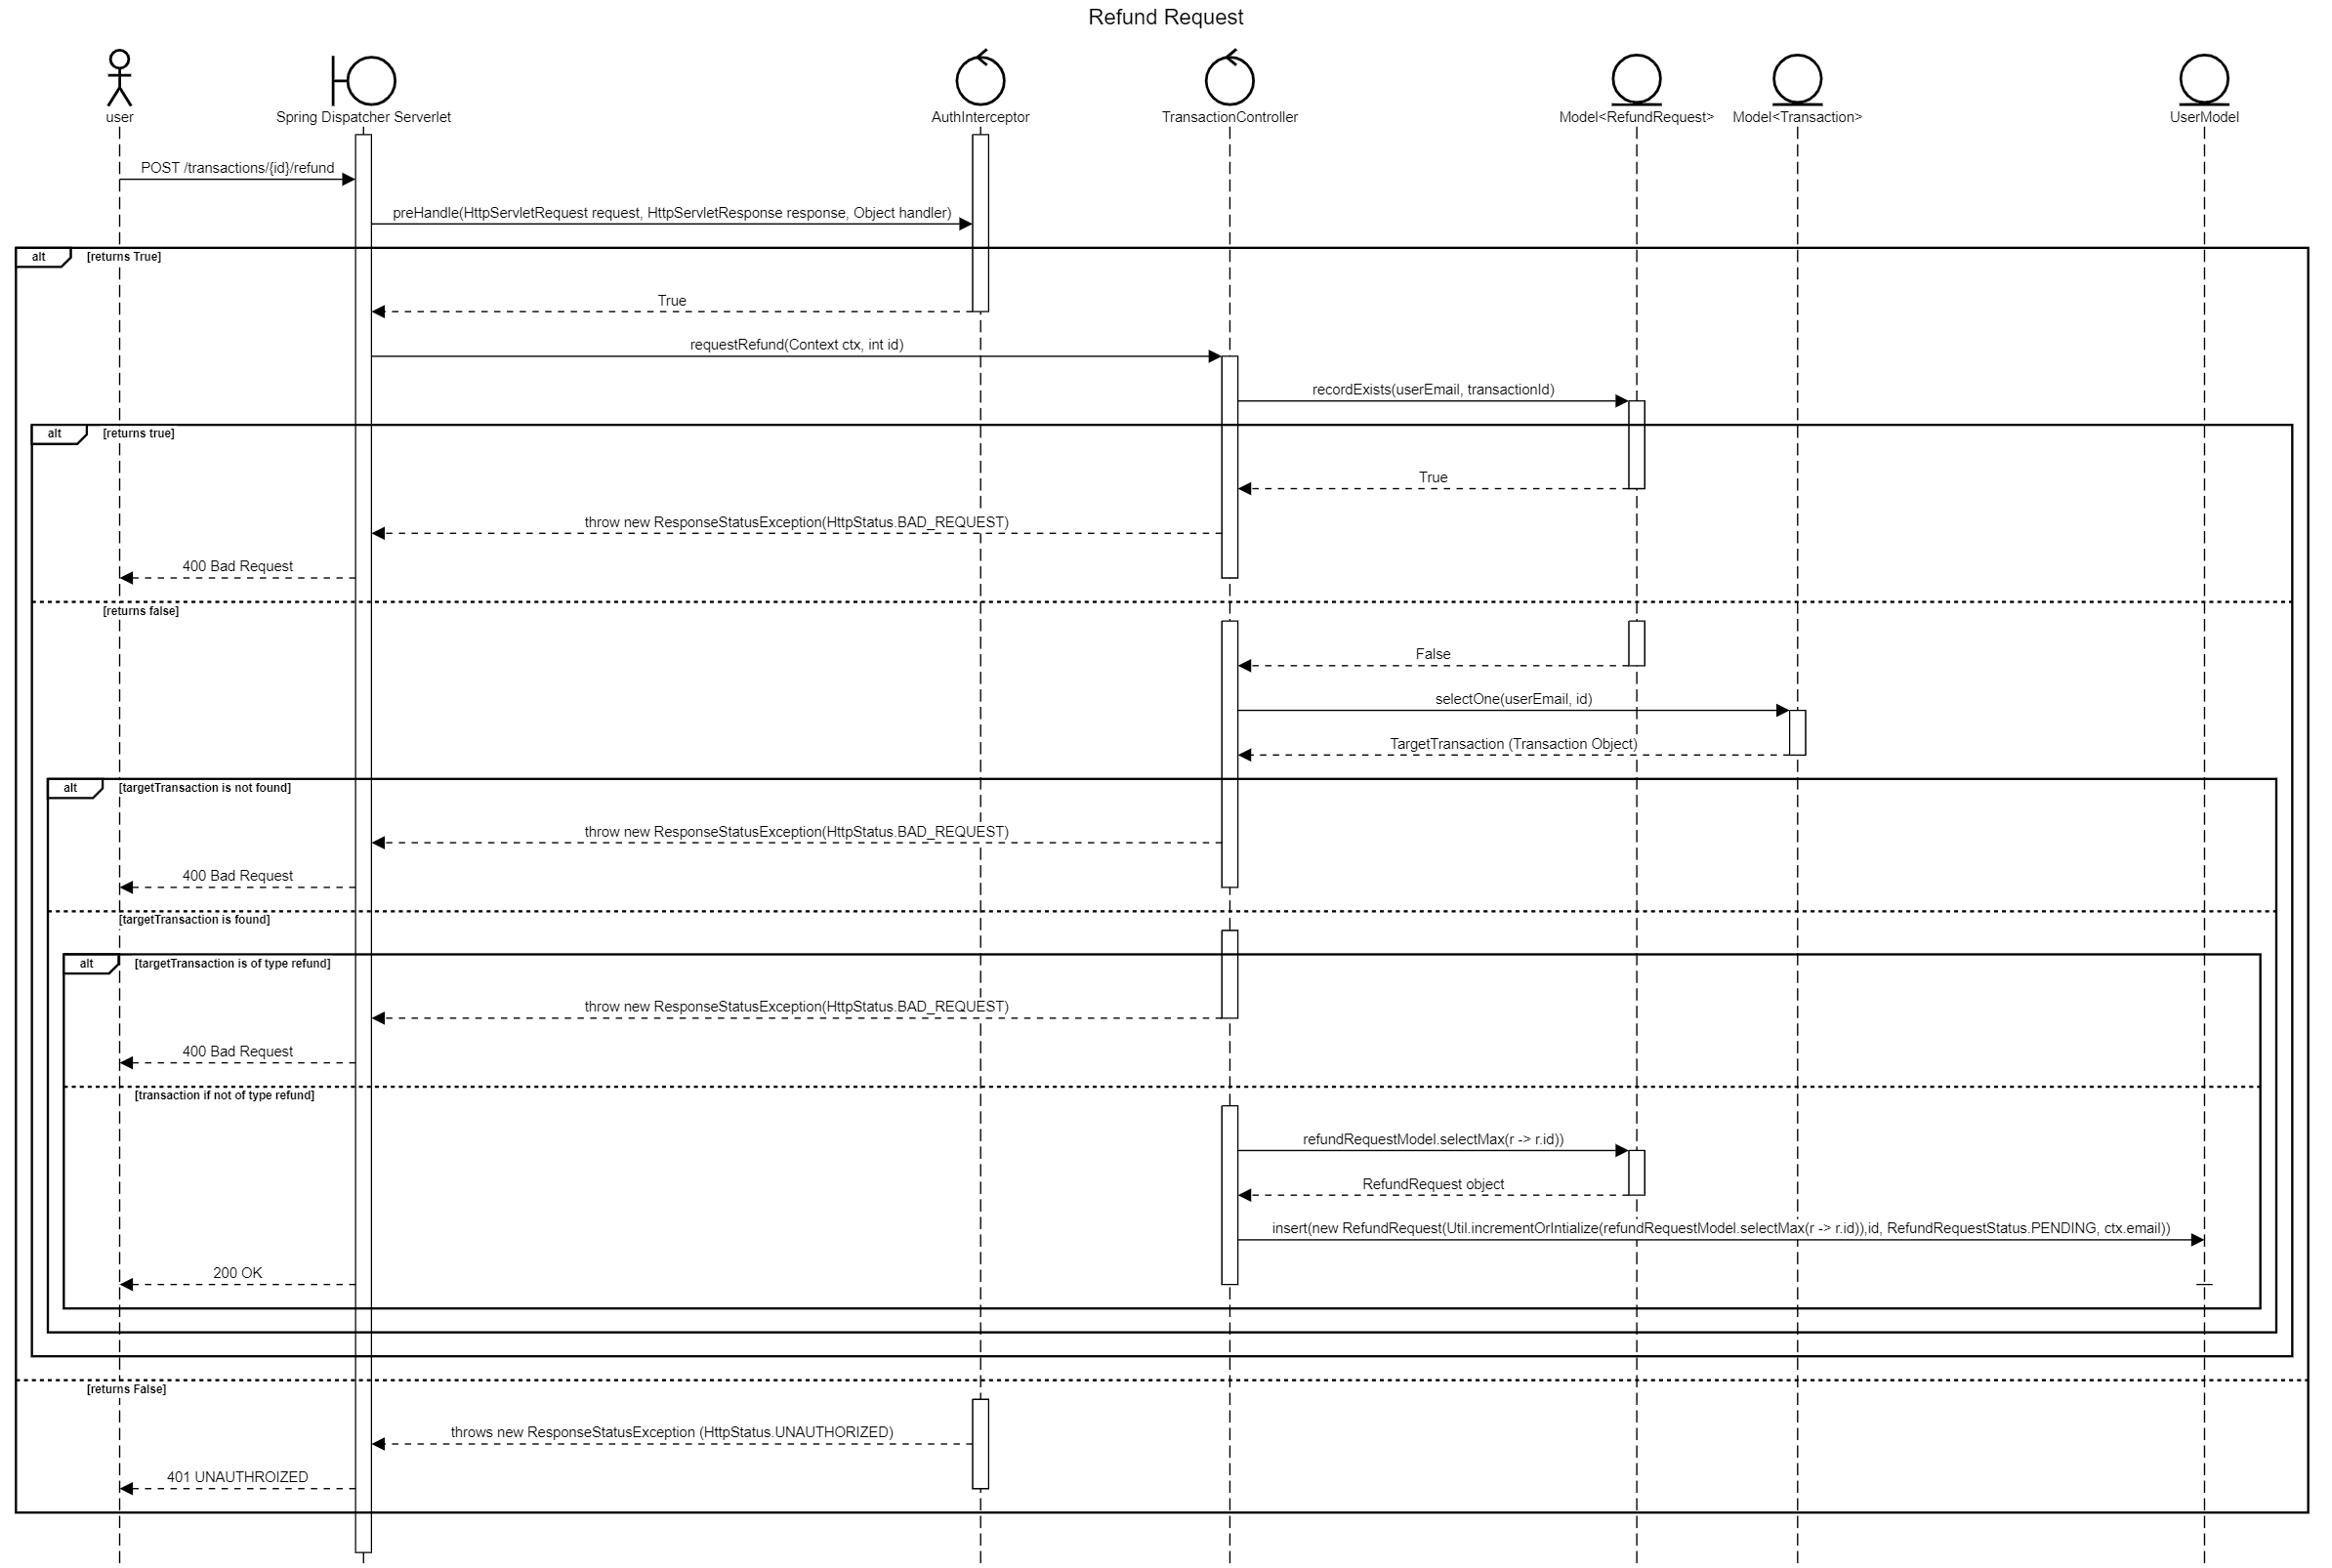 Refund Request
user
Spring Dispatcher Serverlet
AuthInterceptor
TransactionController
Model<RefundRequest>
Model<Transaction>
UserModel
POST /transactions/{id}/refund
preHandle(HttpServletRequest request, HttpServletResponse response, Object handler)
alt
[returns True]
True
requestRefund(Context ctx, int id)
recordExists(userEmail, transactionId)
alt
[returns true]
True
throw new ResponseStatusException(HttpStatus.BAD_REQUEST)
400 Bad Request
[returns false]
False
selectOne(userEmail, id)
TargetTransaction (Transaction Object)
alt
[targetTransaction is not found]
throw new ResponseStatusException(HttpStatus.BAD_REQUEST)
400 Bad Request
[targetTransaction is found]
alt
[targetTransaction is of type refund]
throw new ResponseStatusException(HttpStatus.BAD_REQUEST)
400 Bad Request
[transaction if not of type refund]
refundRequestModel.selectMax(r -> r.id))
RefundRequest object
insert(new RefundRequest(Util.incrementOrIntialize(refundRequestModel.selectMax(r -> r.id)),id, RefundRequestStatus.PENDING, ctx.email))
200 OK
[returns False]
throws new ResponseStatusException (HttpStatus.UNAUTHORIZED)
401 UNAUTHROIZED